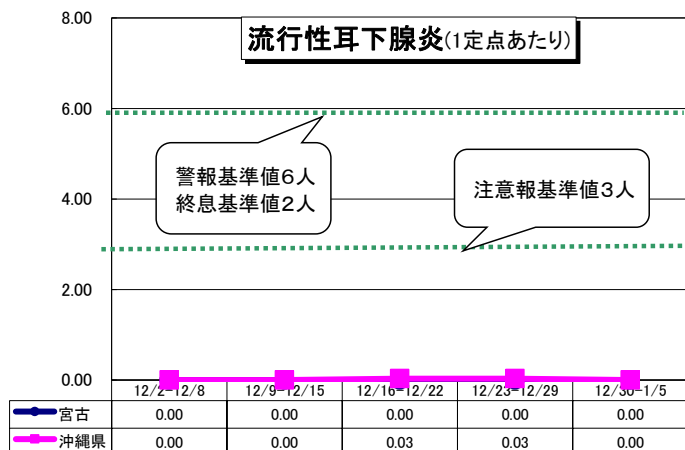 流行性耳下腺炎(1定点あたり)
8.00
6.00
4.00
2.00
0.00
警報基準値6人
終息基準値2人
注意報基準値3人
12/2-12/8 12/9-12/15 12/16-12/22 12/23-12/29 12/30-1/5
宮古 0.00 0.00 0.00 0.00 0.00
沖縄県 0.00 0.00 0.03 0.03 0.00